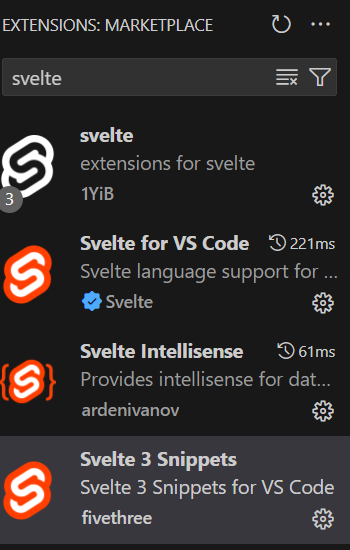 EXTENSIONS: MARKETPLACE
svelte
svelte
extensions for svelte
3
1YiB
Svelte for VS Code 221ms
Svelte language support for ...
Svelte
Svelte Intellisense 61ms
Provides intellisense for dat...
ardenivanov
Svelte 3 Snippets
Svelte 3 Snippets for VS Code
fivethree